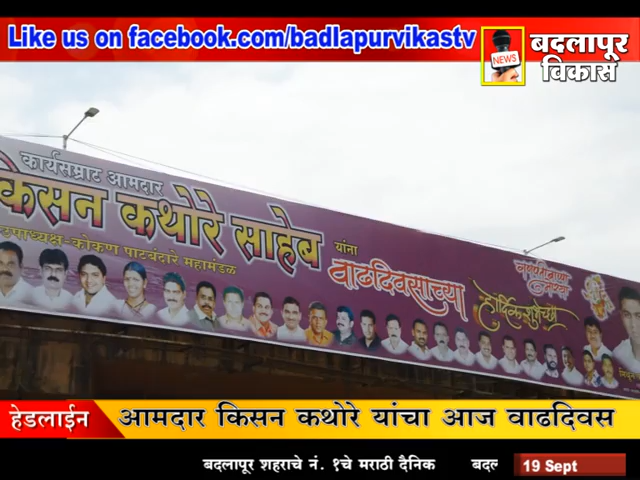 Like us on facebook.com/badlapurvikastv
NEWS
बदलापूर
विकास
कार्यसम्राट आमदार
किसन कथोरे साहेब
यांना
उपाध्यक्ष-कोकण पाटबंधारे महामंडळ
वाढदिवसाच्या
हार्दिक शुभेच्छा
हेडलाईन
आमदार किसन कथोरे यांचा आज वाढदिवस
बदलापूर शहराचे नं. १चे मराठी दैनिक
बदल
19 Sept